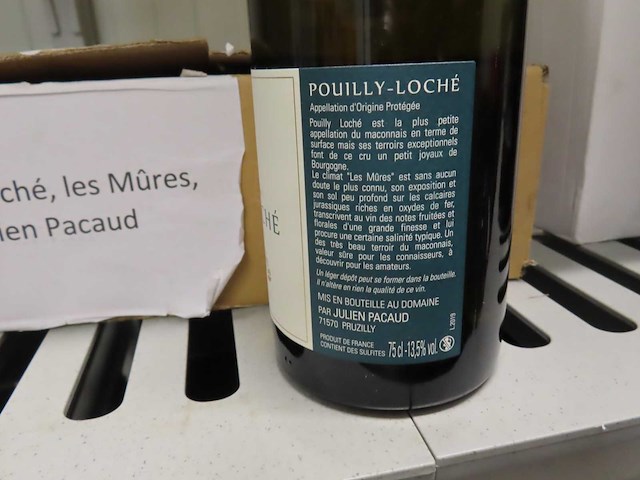 ché, les Mûres,
ien Pacaud
HÉ
POUILLY-LOCHÉ
Appellation d'Origine Protégée
Pouilly Loché est la plus petite
appellation du maconnais en terme de
surface mais ses terroirs exceptionnels
font de ce cru un petit joyaux de
Bourgogne.
Le climat "Les Mûres" est sans aucun
doute le plus connu, son exposition et
son sol peu profond sur les calcaires
jurassiques riches en oxydes de fer,
transcrivent au vin des notes fruitées et
florales d'une grande finesse et lui
procure une certaine salinité typique. Un
des très beau terroir du maconnais,
valeur sûre pour les connaisseurs, à
découvrir pour les amateurs.
Un léger dépôt peut se former dans la bouteille.
Il n'altère en rien la qualité de ce vin.
MIS EN BOUTEILLE AU DOMAINE
PAR JULIEN PACAUD
71570 PRUZILLY
PRODUIT DE FRANCE
CONTIENT DES SULFITES
75 cl - 13,5% vol.
L.2019